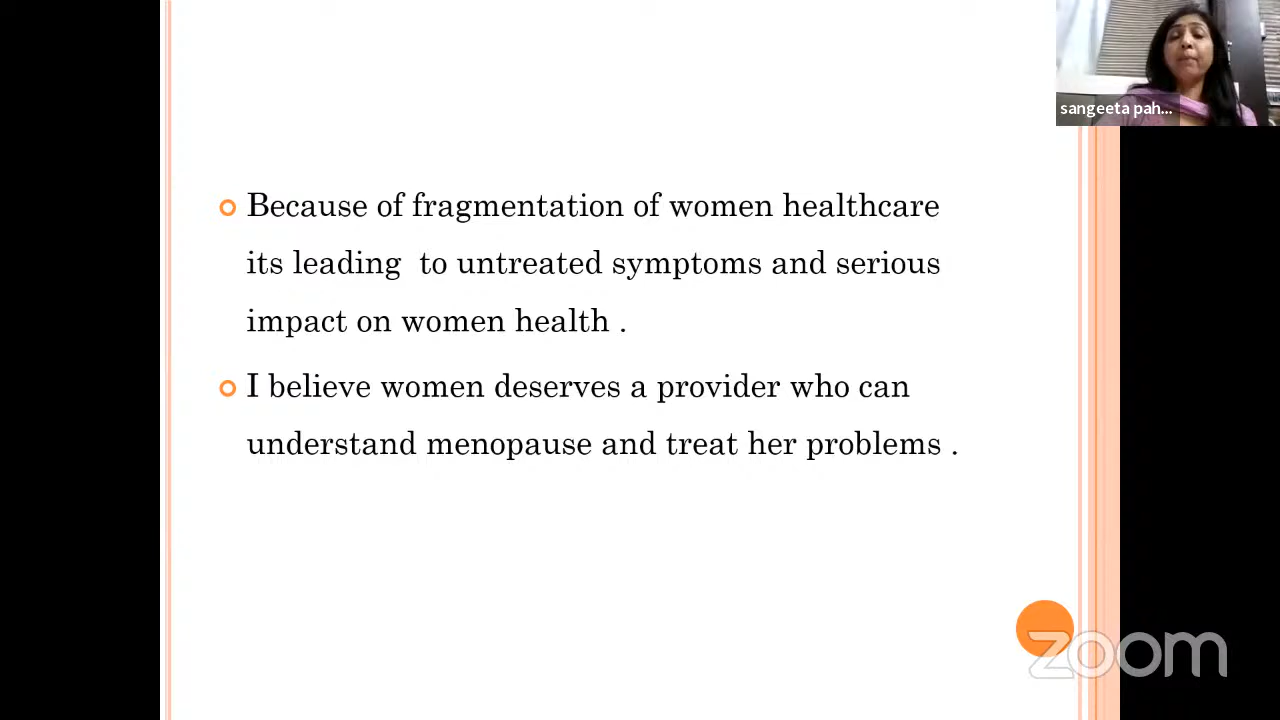 sangeeta pah...
Because of fragmentation of women healthcare
its leading to untreated symptoms and serious
impact on women health .
I believe women deserves a provider who can
understand menopause and treat her problems .
zoom